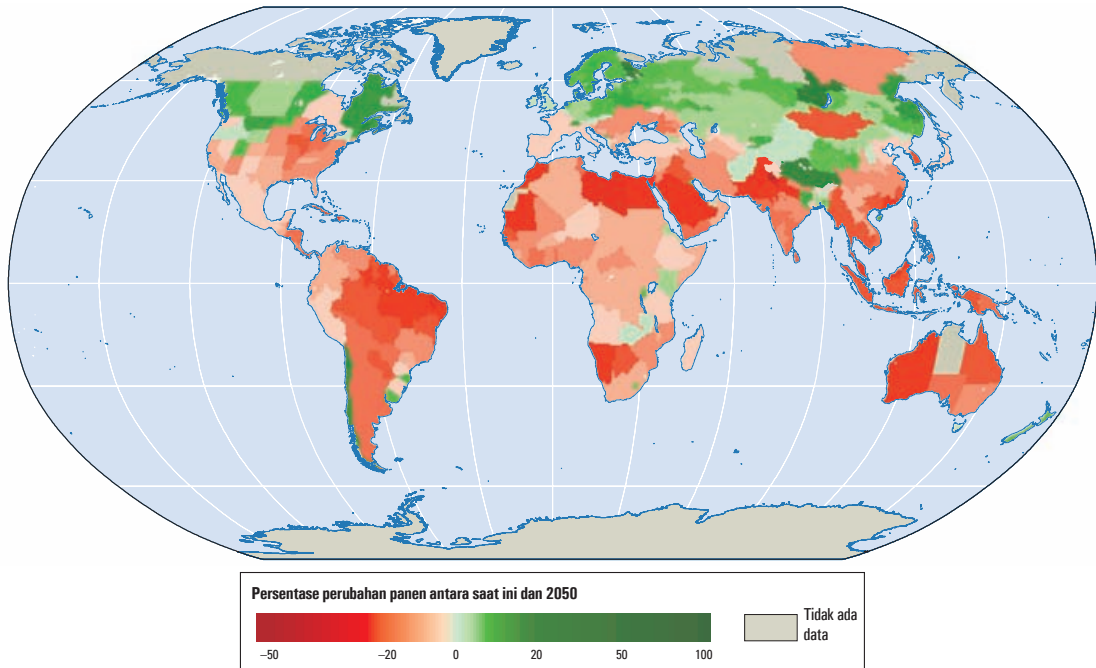 Persentase perubahan panen antara saat ini dan 2050
Tidak ada
data
–50 –20 0 20 50 100